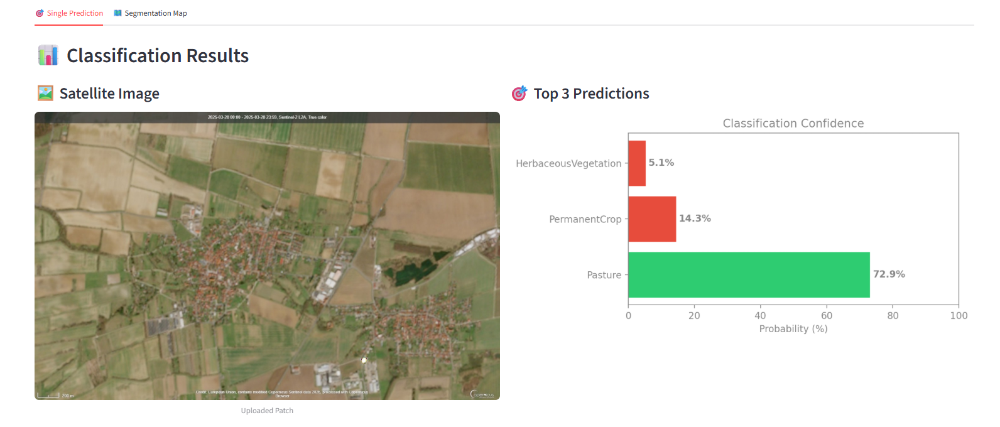 Single Prediction
Segmentation Map
Classification Results
Satellite Image
Top 3 Predictions
2025-03-28 00:00 - 2025-03-28 23:59, Sentinel-2 L2A, True color
200 m
Credit: European Union, contains modified Copernicus Sentinel data 2026, processed with Copernicus
Browser
opernicus
Uploaded Patch
Classification Confidence
HerbaceousVegetation
5.1%
PermanentCrop
14.3%
Pasture
72.9%
0 20 40 60 80 100
Probability (%)